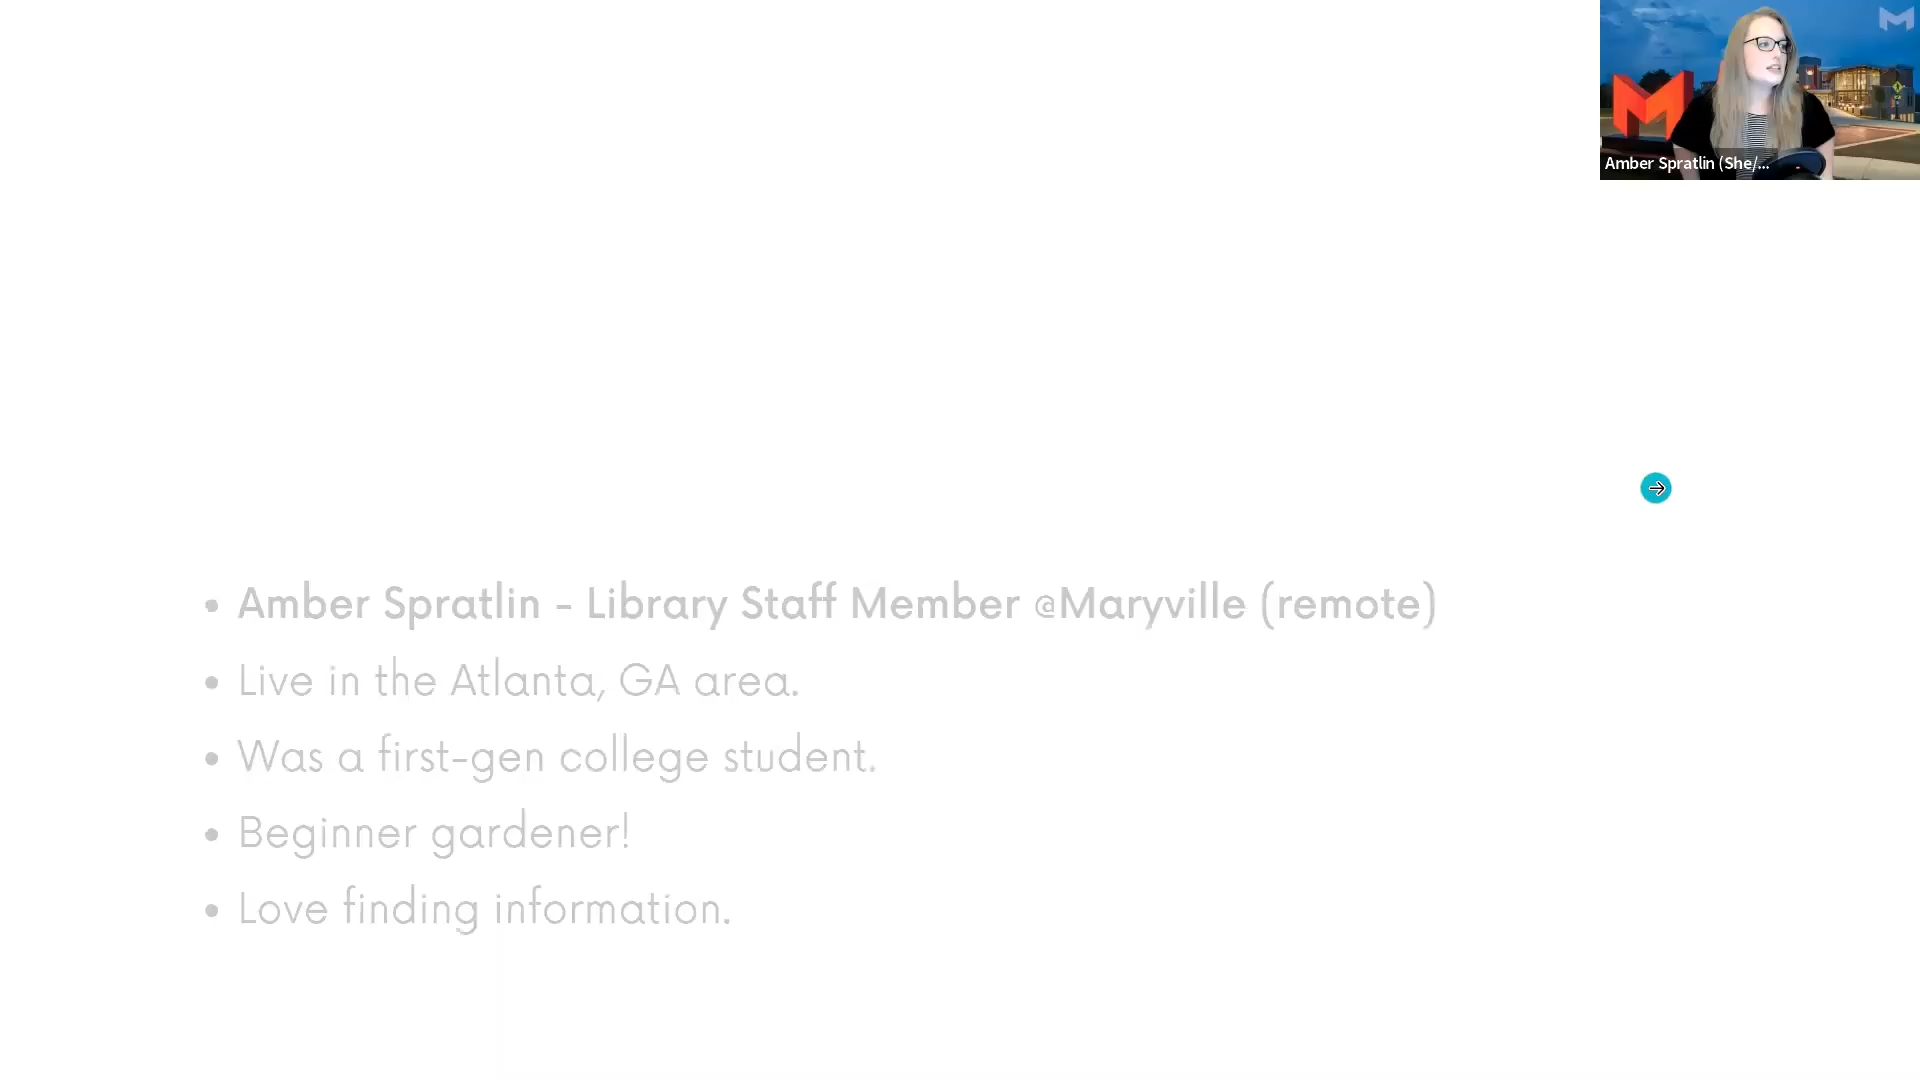 M
Amber Spratlin (She/...
• Amber Spratlin - Library Staff Member @Maryville (remote)
• Live in the Atlanta, GA area.
• Was a first-gen college student.
• Beginner gardener!
• Love finding information.